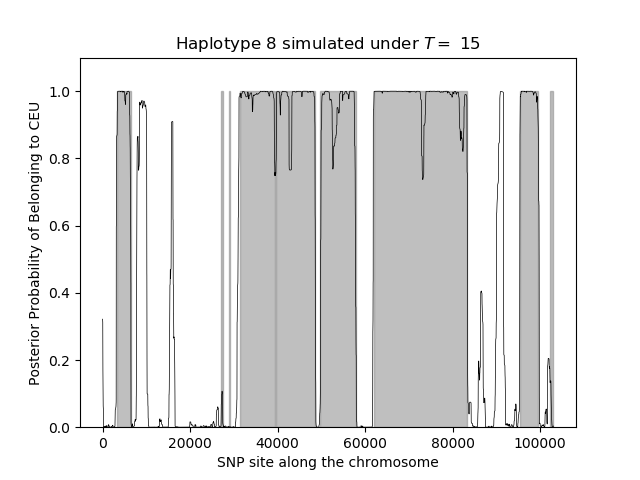 Haplotype 8 simulated under T = 15
Posterior Probability of Belonging to CEU
1.0
0.8
0.6
0.4
0.2
0.0
0 20000 40000 60000 80000 100000
SNP site along the chromosome